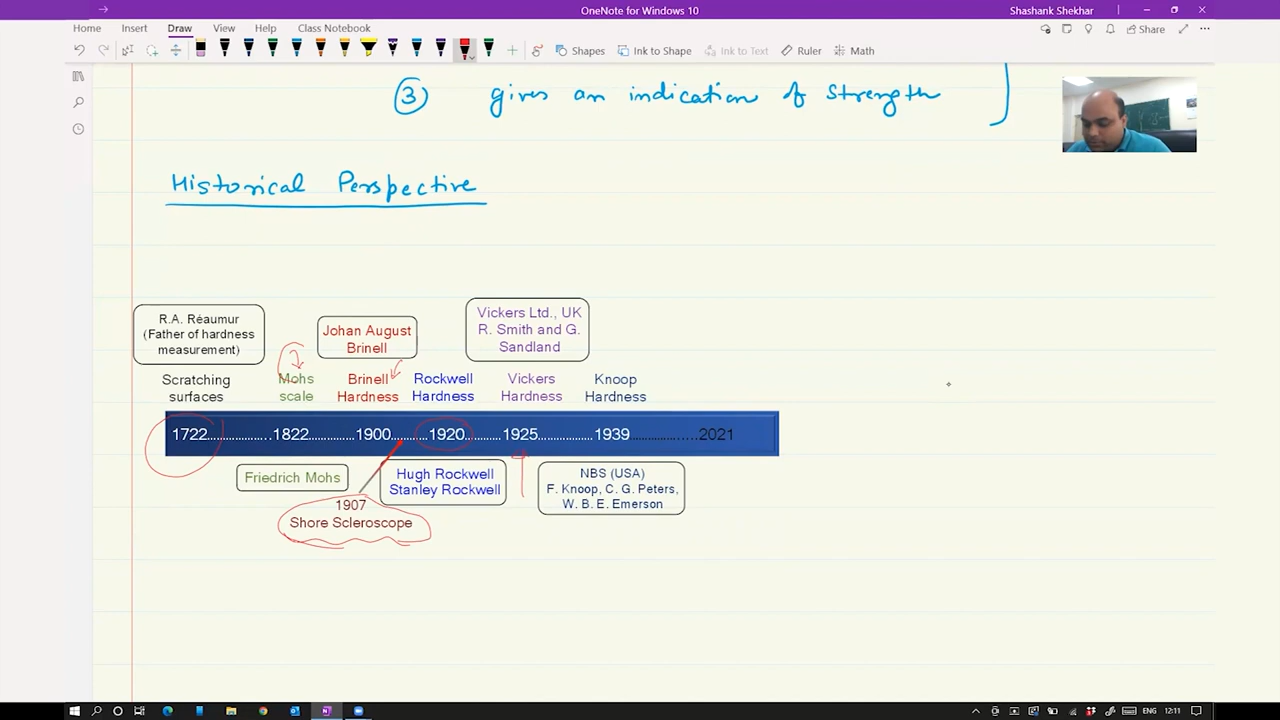 OneNote for Windows 10
Shashank Shekhar
Home Insert Draw View Help Class Notebook
Share
Shapes Ink to Shape Ink to Text Ruler Math
3 gives an indication of strength
Historical Perspective
R.A. Réaumur
(Father of hardness
measurement)
Johan August
Brinell
Vickers Ltd., UK
R. Smith and G.
Sandland
Scratching
surfaces
Mohs
scale
Brinell
Hardness
Rockwell
Hardness
Vickers
Hardness
Knoop
Hardness
1722...................1822.............1900............1920..........1925.................1939.................2021
Friedrich Mohs
Hugh Rockwell
Stanley Rockwell
NBS (USA)
F. Knoop, C. G. Peters,
W. B. E. Emerson
1907
Shore Scleroscope
ENG 12:11